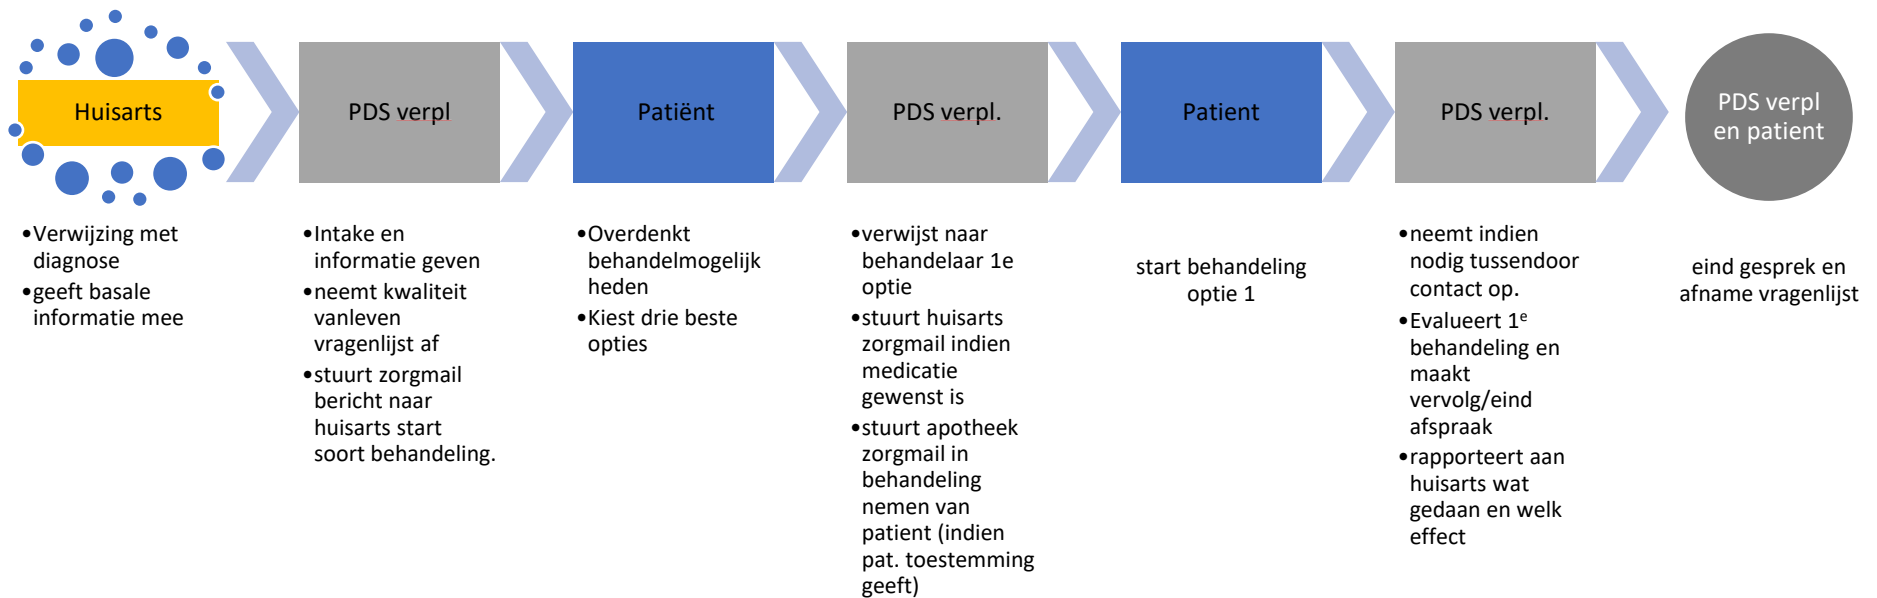 Huisarts
•Verwijzing met
diagnose
•geeft basale
informatie mee
PDS verpl
•Intake en
informatie geven
•neemt kwaliteit
vanleven
vragenlijst af
•stuurt zorgmail
bericht naar
huisarts start
soort behandeling.
Patiënt
•Overdenkt
behandelmogelijk
heden
•Kiest drie beste
opties
PDS verpl.
•verwijst naar
behandelaar 1e
optie
•stuurt huisarts
zorgmail indien
medicatie
gewenst is
•stuurt apotheek
zorgmail in
behandeling
nemen van
patient (indien
pat. toestemming
geeft)
Patient
start behandeling
optie 1
PDS verpl.
•neemt indien
nodig tussendoor
contact op.
•Evalueert 1e
behandeling en
maakt
vervolg/eind
afspraak
•rapporteert aan
huisarts wat
gedaan en welk
effect
PDS verpl
en patient
eind gesprek en
afname vragenlijst